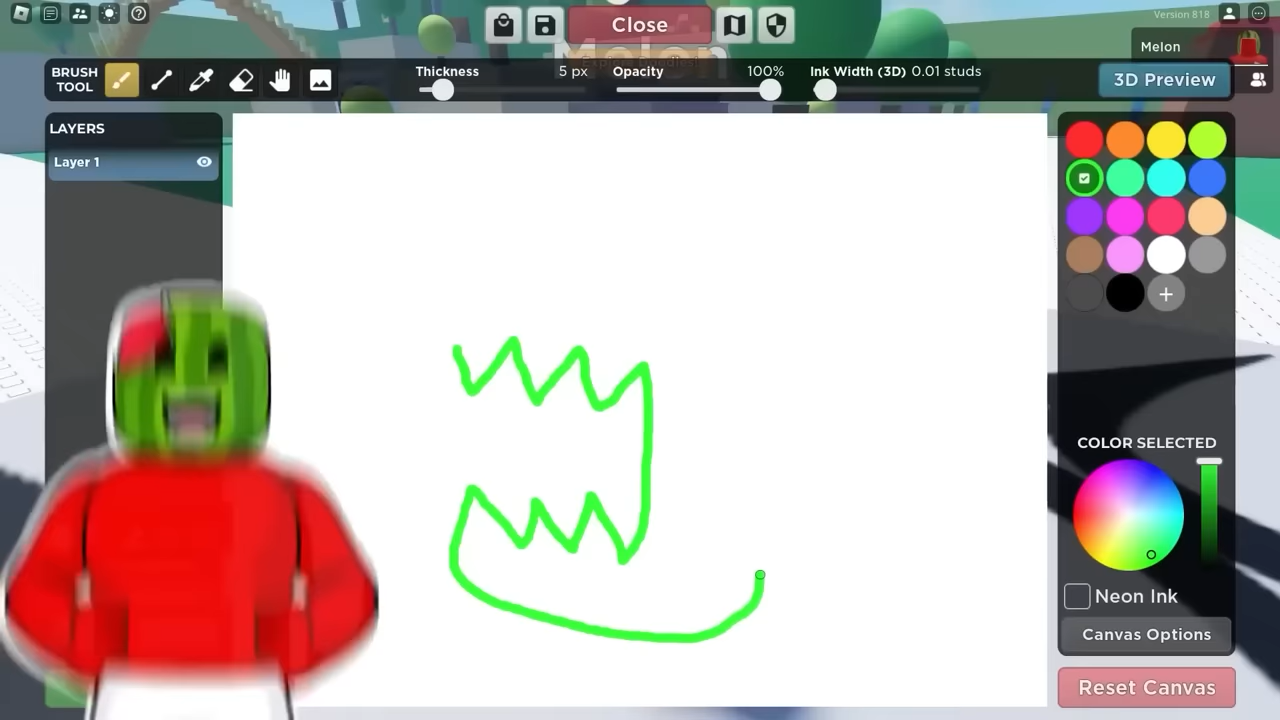 Version 818
Close
Melon
Melon
BRUSH
TOOL
Thickness 5 px
Opacity 100%
Ink Width (3D) 0.01 studs
3D Preview
LAYERS
Layer 1
COLOR SELECTED
Neon Ink
Canvas Options
Reset Canvas